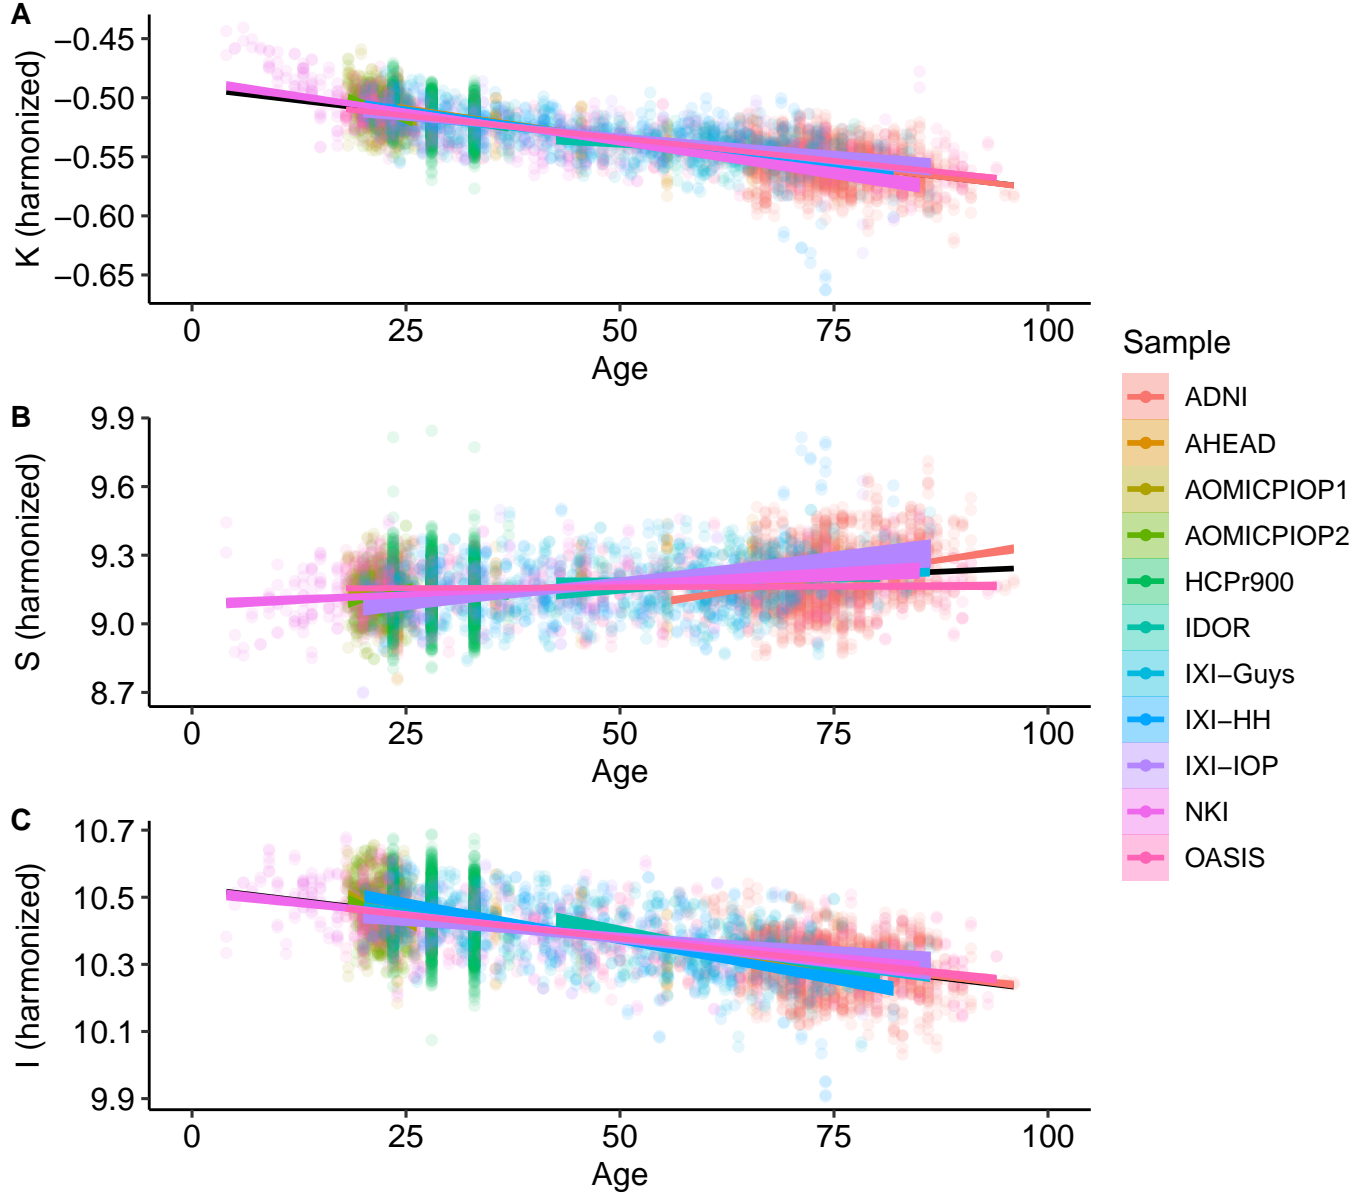 A
K (harmonized)
−0.45
−0.50
−0.55
−0.60
−0.65
0 25 50 75 100
Age
B
S (harmonized)
9.9
9.6
9.3
9.0
8.7
0 25 50 75 100
Age
C
I (harmonized)
10.7
10.5
10.3
10.1
9.9
0 25 50 75 100
Age
Sample
ADNI
AHEAD
AOMICPIOP1
AOMICPIOP2
HCPr900
IDOR
IXI−Guys
IXI−HH
IXI−IOP
NKI
OASIS